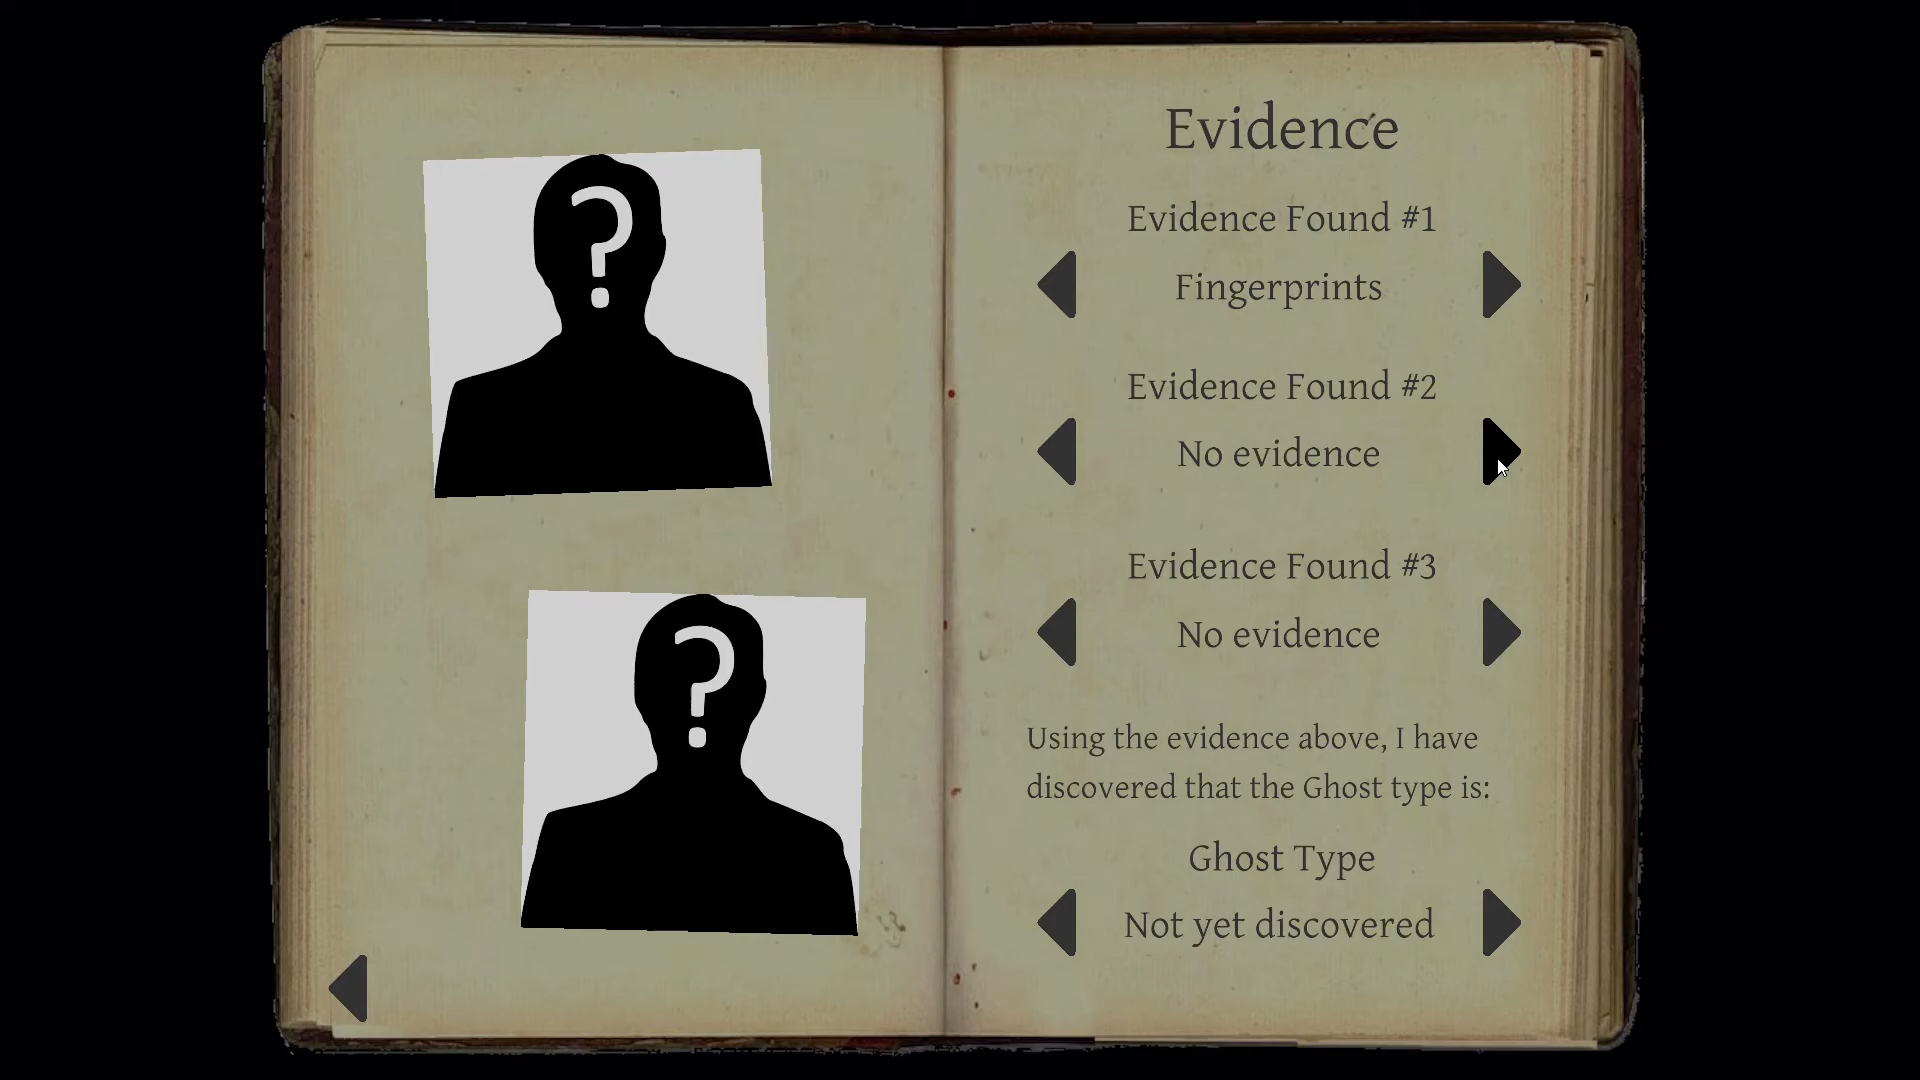 Evidence
Evidence Found #1
Fingerprints
Evidence Found #2
No evidence
Evidence Found #3
No evidence
Using the evidence above, I have
discovered that the Ghost type is:
Ghost Type
Not yet discovered